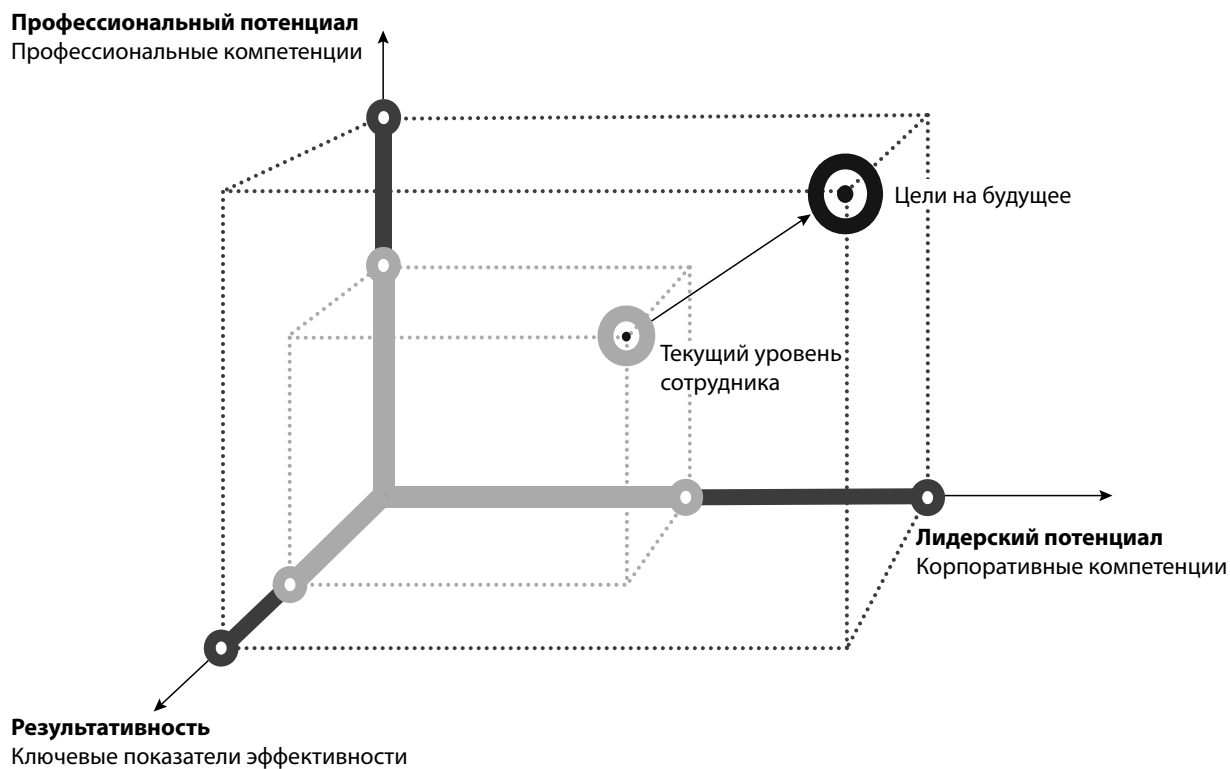 Профессиональный потенциал
Профессиональные компетенции
Цели на будущее
Текущий уровень
сотрудника
Лидерский потенциал
Корпоративные компетенции
Результативность
Ключевые показатели эффективности